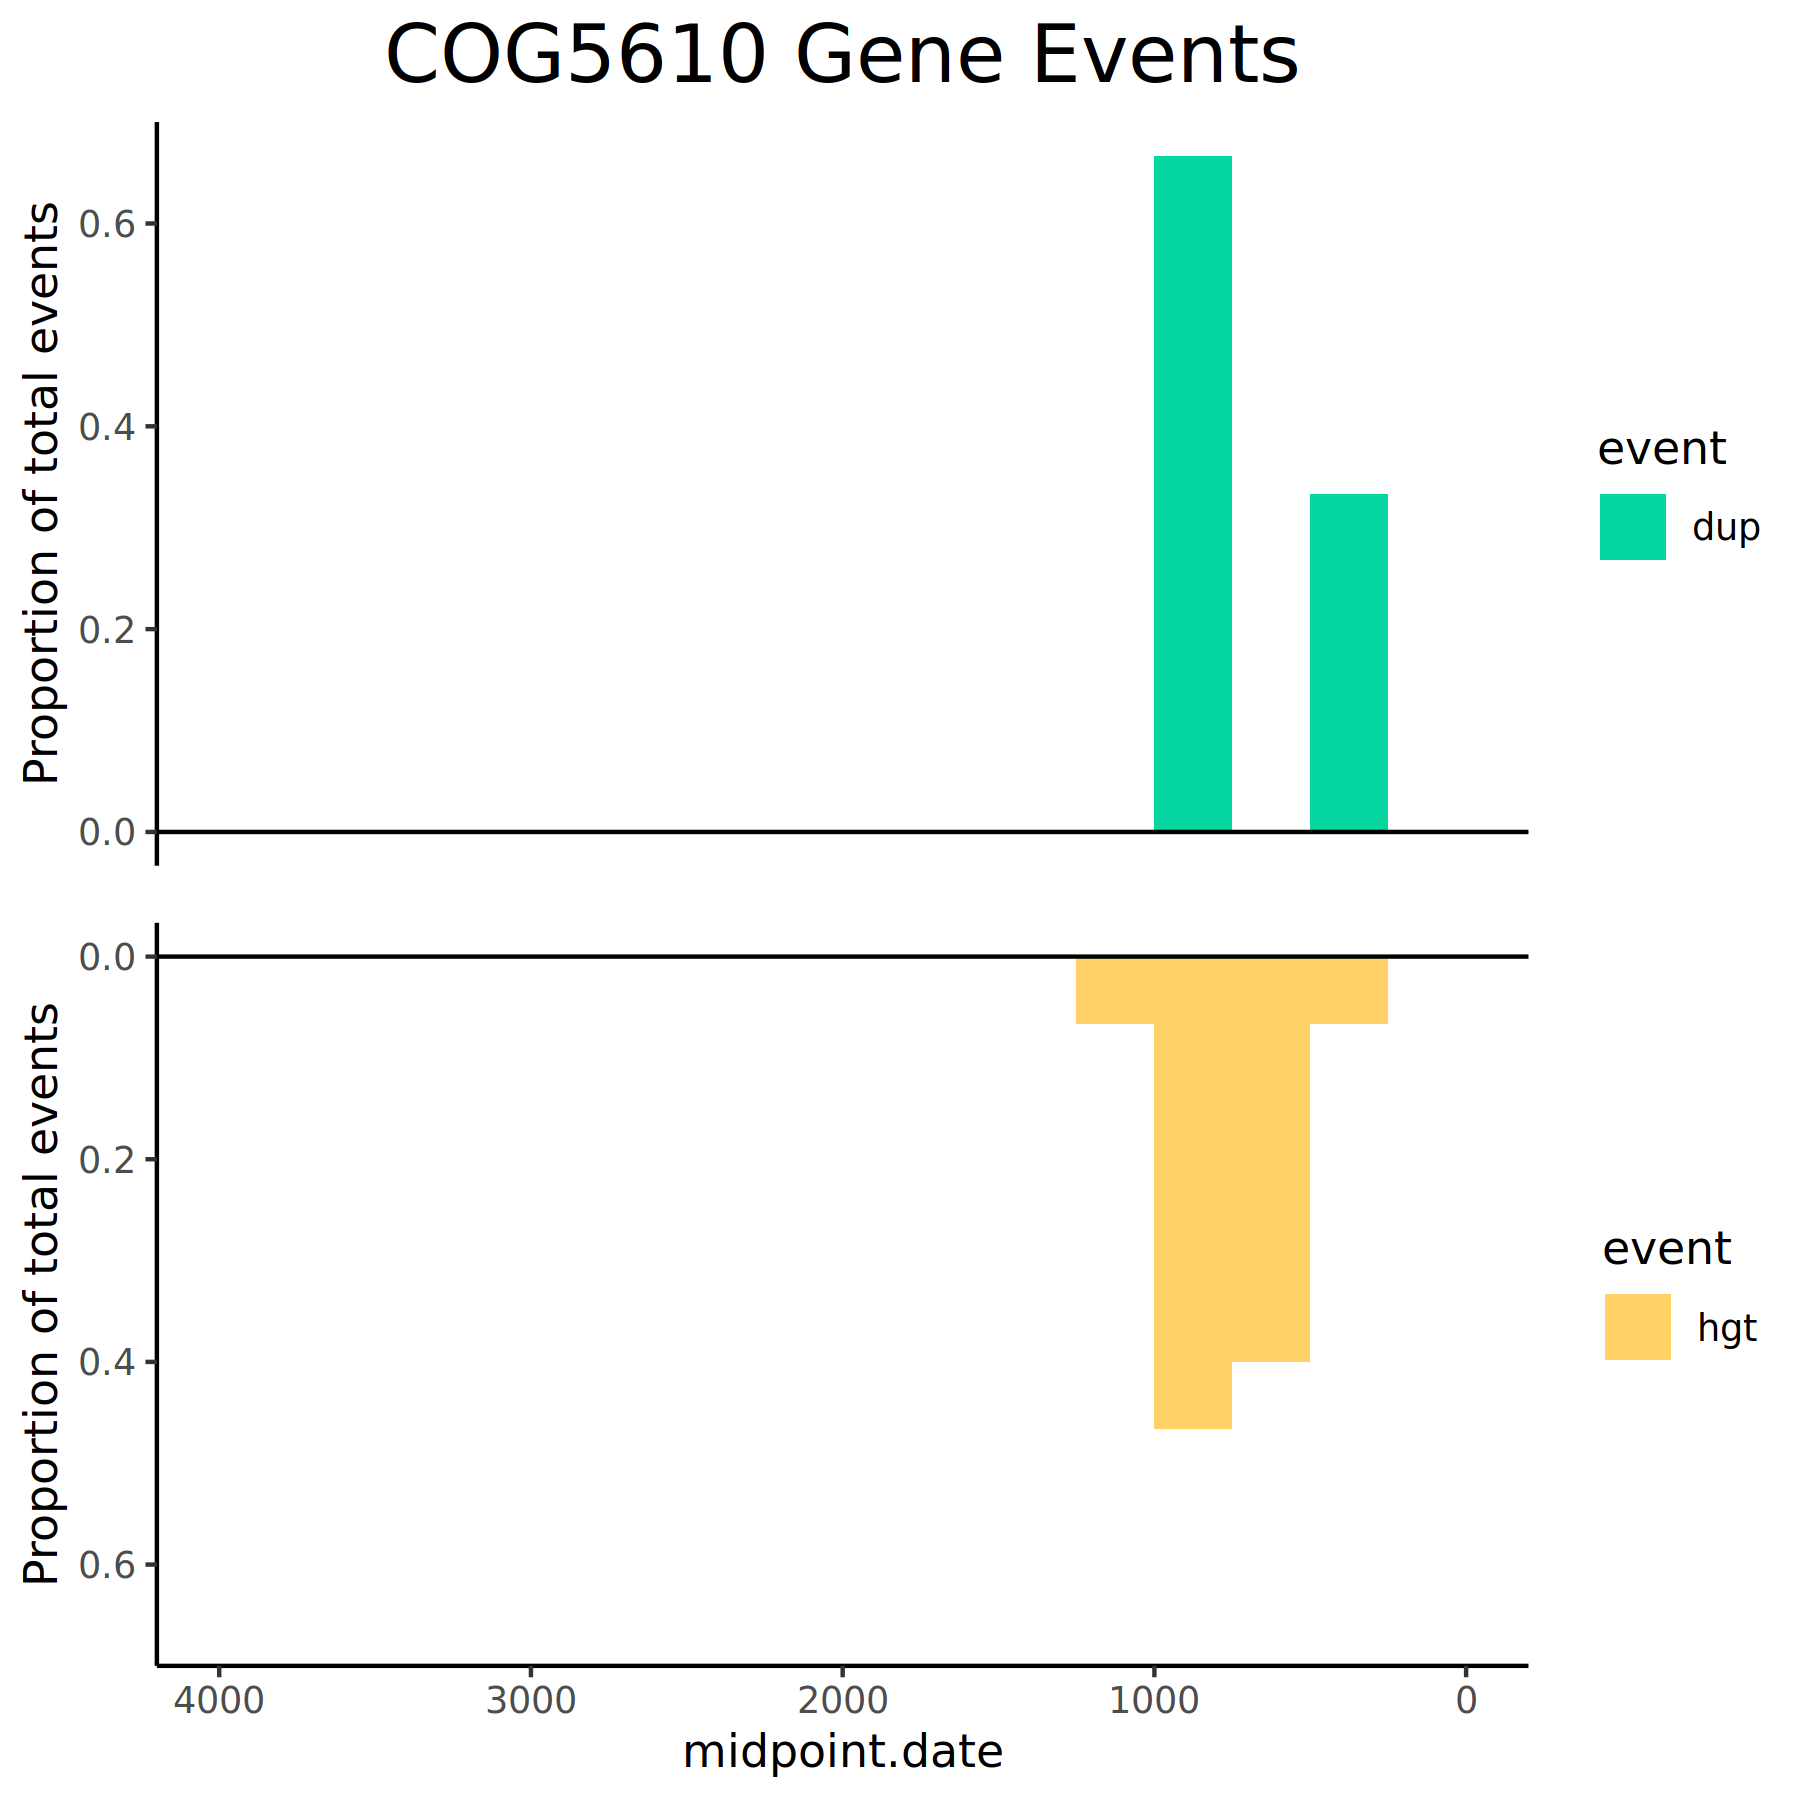 COG5610 Gene Events
Proportion of total events
0.6
0.4
0.2
0.0
event
dup
Proportion of total events
0.0
0.2
0.4
0.6
event
hgt
4000 3000 2000 1000 0
midpoint.date